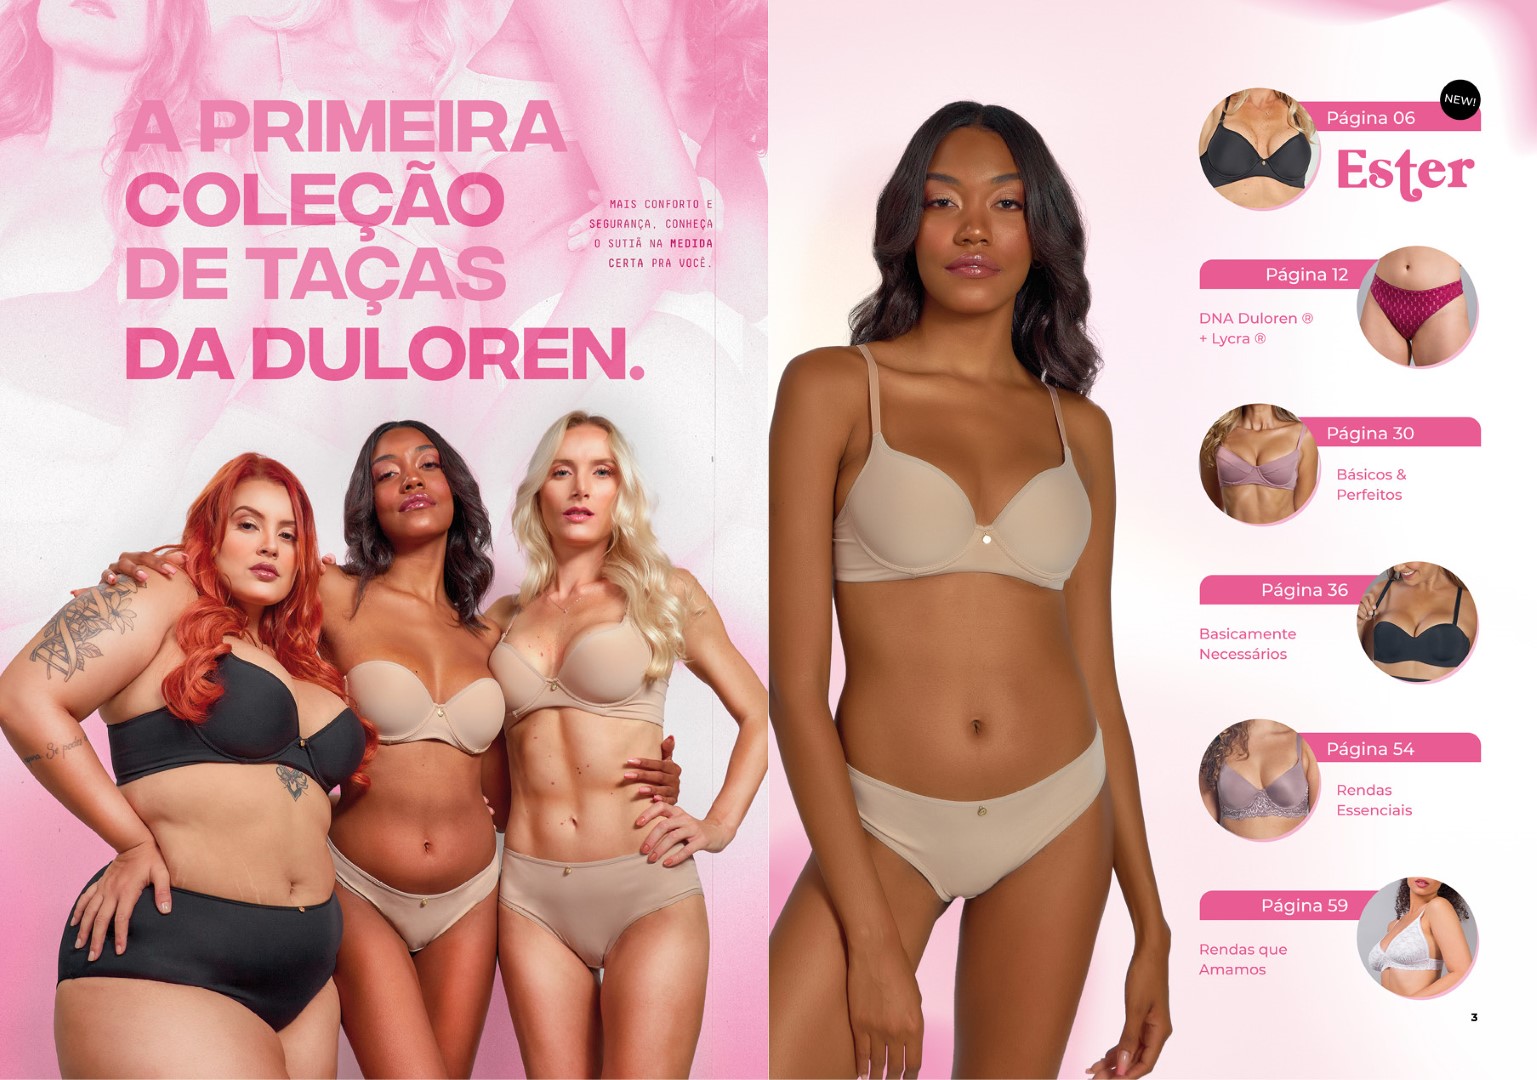 A PRIMEIRA
COLEÇÃO
DE TAÇAS
DA DULOREN.
MAIS CONFORTO E
SEGURANÇA, CONHEÇA
O SUTIÃ NA MEDIDA
CERTA PRA VOCÊ.
NEW!
Página 06
Ester
Página 12
DNA Duloren ®
+ Lycra ®
Página 30
Básicos &
Perfeitos
Página 36
Basicamente
Necessários
Página 54
Rendas
Essenciais
Página 59
Rendas que
Amamos
3